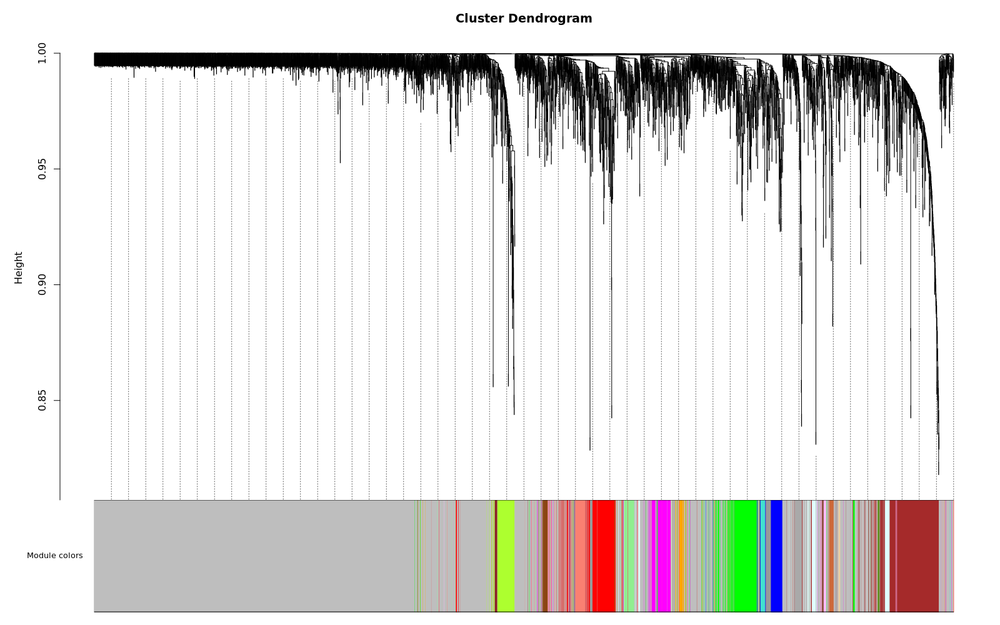 Cluster Dendrogram
1.00
0.95
0.90
0.85
Height
Module colors